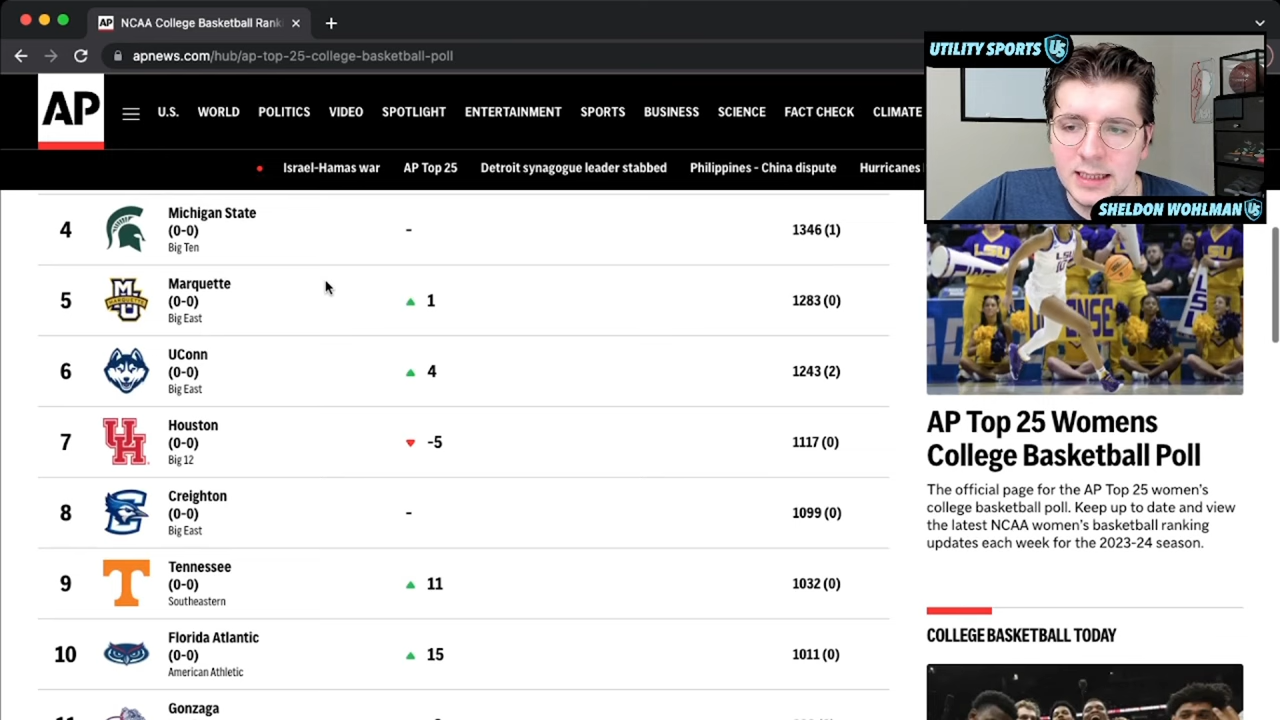 AP NCAA College Basketball Rank
apnews.com/hub/ap-top-25-college-basketball-poll
UTILITY SPORTS US
SHELDON WOHLMAN US
AP
U.S. WORLD POLITICS VIDEO SPOTLIGHT ENTERTAINMENT SPORTS BUSINESS SCIENCE FACT CHECK CLIMATE
Israel-Hamas war AP Top 25 Detroit synagogue leader stabbed Philippines - China dispute Hurricanes
4 Michigan State - 1346 (1)
(0-0)
Big Ten
5 Marquette 1 1283 (0)
(0-0)
Big East
6 UConn 4 1243 (2)
(0-0)
Big East
7 Houston -5 1117 (0)
(0-0)
Big 12
8 Creighton - 1099 (0)
(0-0)
Big East
9 Tennessee 11 1032 (0)
(0-0)
Southeastern
10 Florida Atlantic 15 1011 (0)
(0-0)
American Athletic
Gonzaga
LSU
LSU
AP Top 25 Womens
College Basketball Poll
The official page for the AP Top 25 women's
college basketball poll. Keep up to date and view
the latest NCAA women's basketball ranking
updates each week for the 2023-24 season.
COLLEGE BASKETBALL TODAY